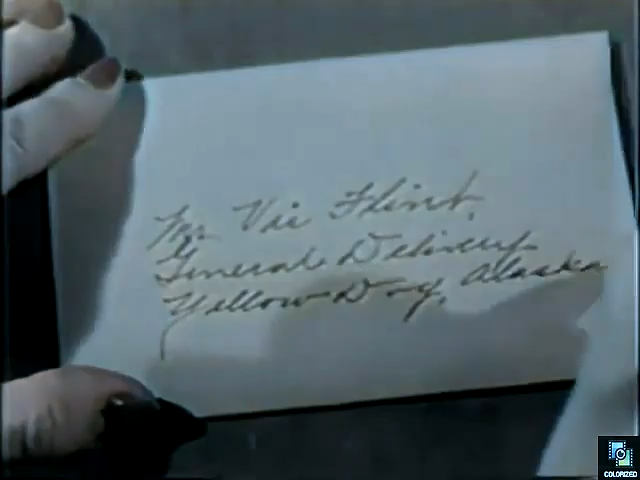 Mr. Vic Flint,
General Delivery
Yellow Dog, Alaska
COLORIZED